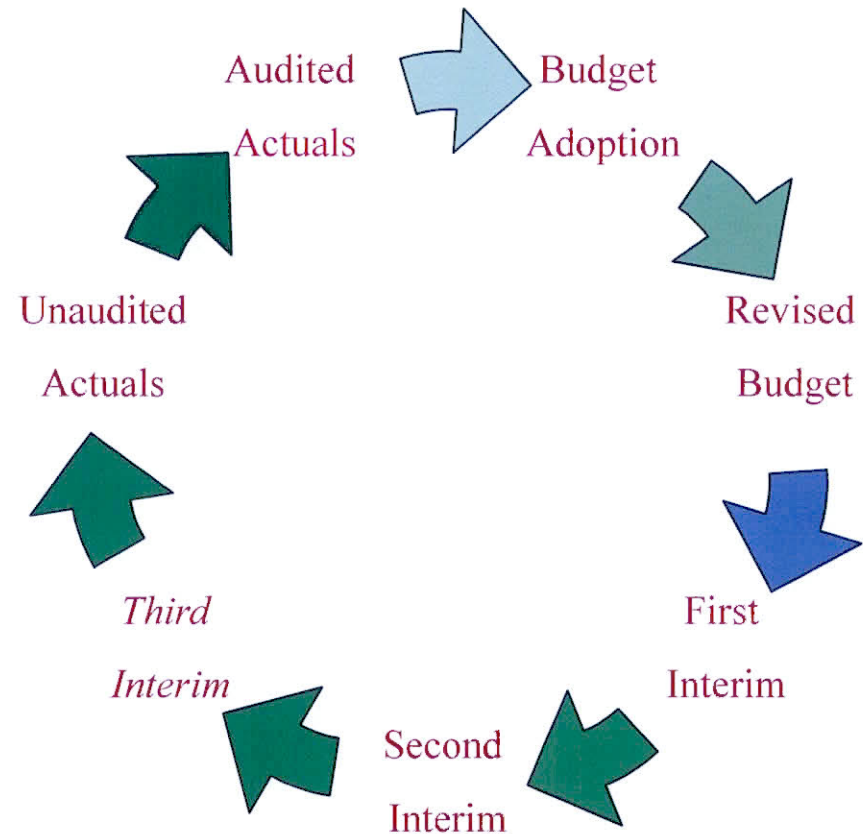 Audited
Actuals
Budget
Adoption
Revised
Budget
First
Interim
Second
Interim
Third
Interim
Unaudited
Actuals